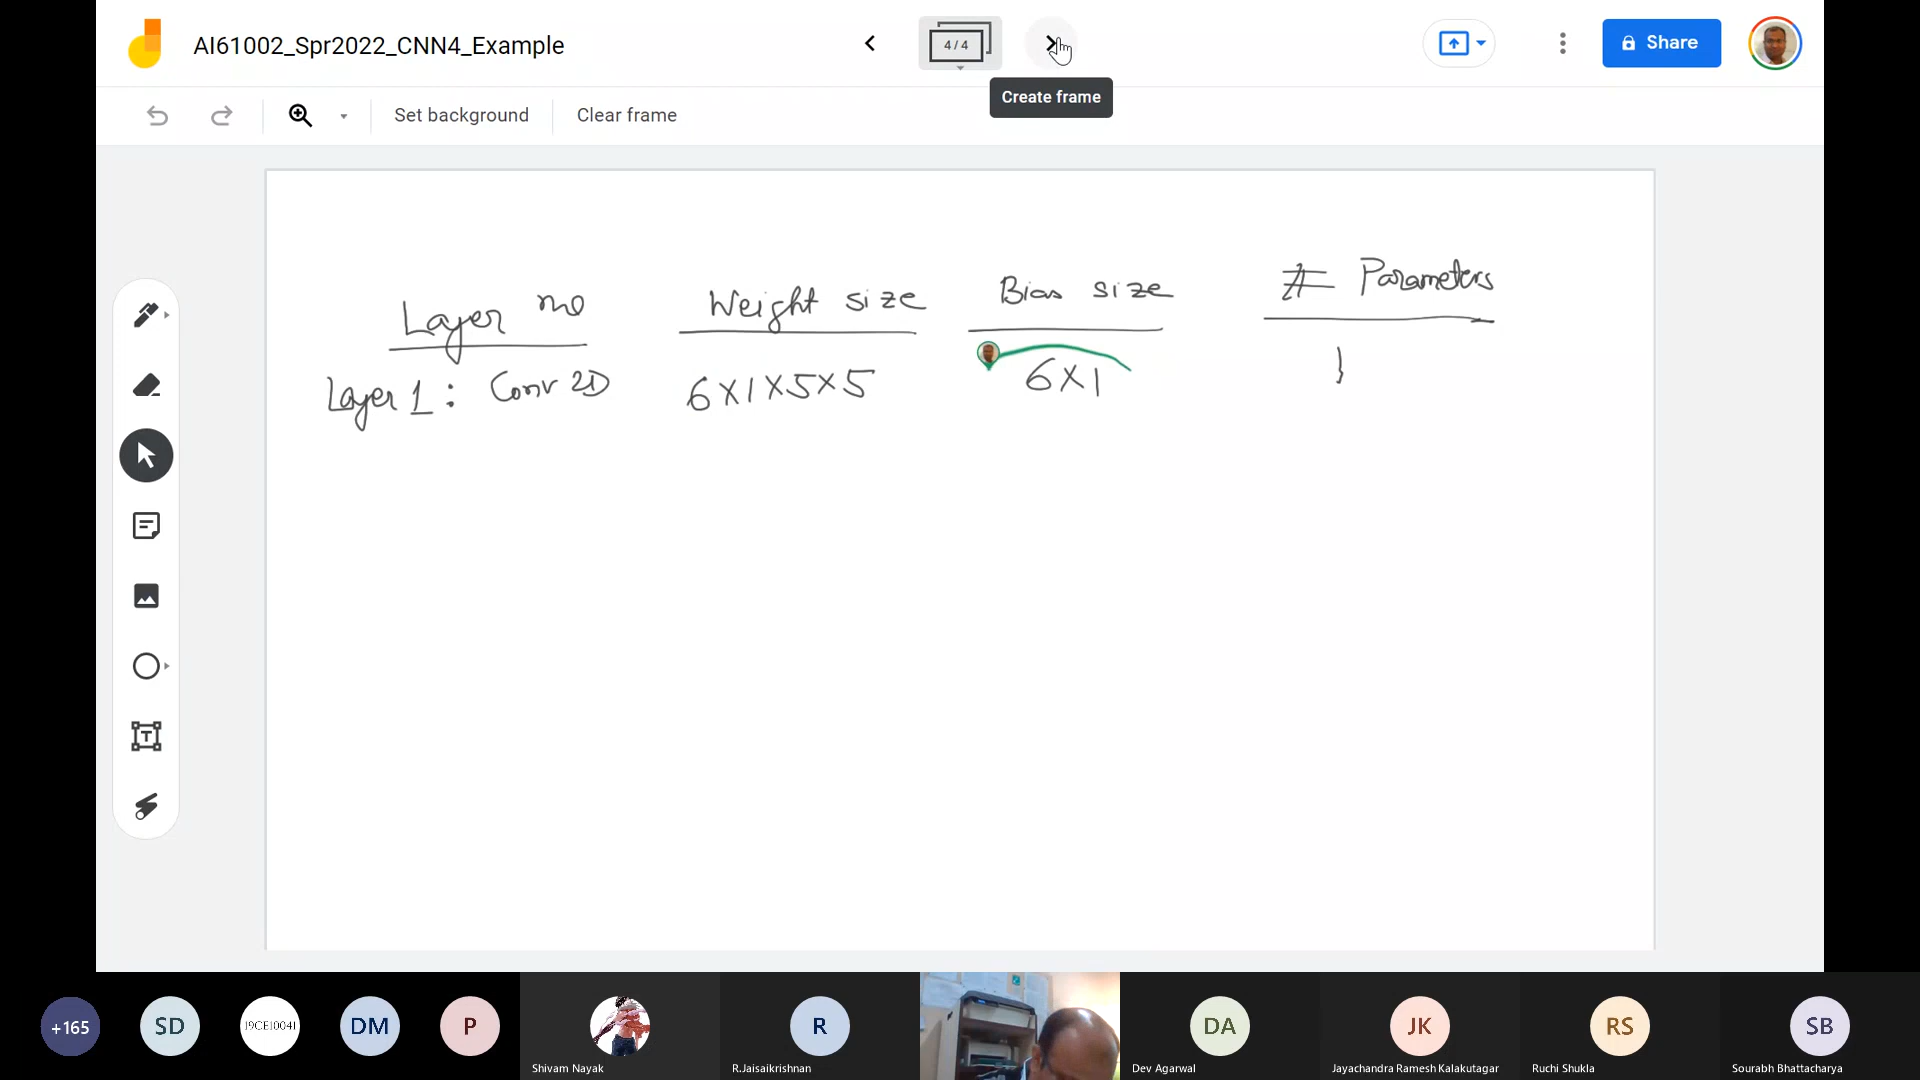 AI61002_Spr2022_CNN4_Example
4/4
Share
Create frame
Set background
Clear frame
Layer no Weight size Bias size # Parameters
Layer 1: Conv 2D 6X1X5X5 6X1 1
+165 SD 19CE10041 DM P R DA JK RS SB
Shivam Nayak R.Jaisaikrishnan Dev Agarwal Jayachandra Ramesh Kalakutagar Ruchi Shukla Sourabh Bhattacharya